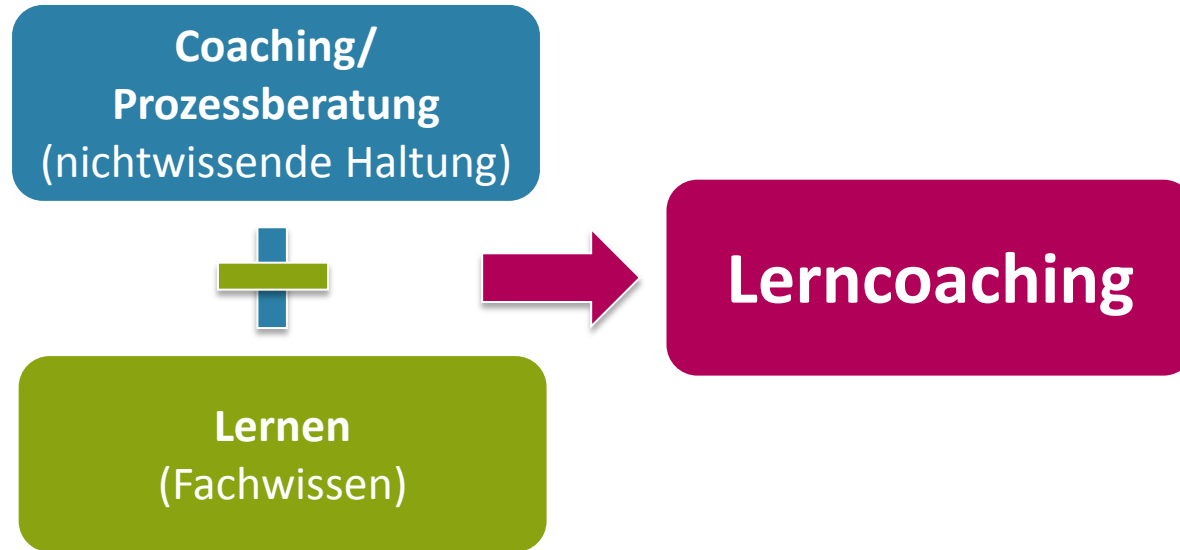 Coaching/
Prozessberatung
(nichtwissende Haltung)
Lerncoaching
Lernen
(Fachwissen)